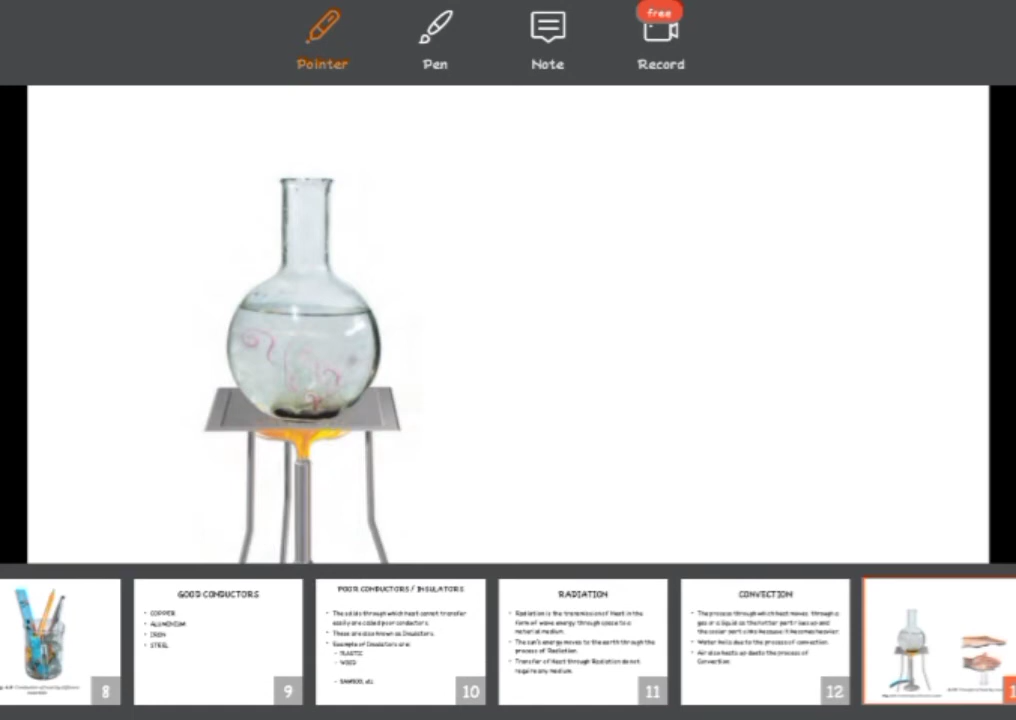 free
Pointer
Pen
Note
Record
8
GOOD CONDUCTORS
• COPPER
• ALUMINIUM
• IRON
• STEEL
9
POOR CONDUCTORS / INSULATORS
• The solids through which heat cannot transfer
easily are called poor conductors.
• These are also known as Insulators.
• Example of Insulators are:
– PLASTIC
– WOOD
– BAMBOO, etc
10
RADIATION
• Radiation is the transmission of Heat in the
form of wave energy through space to a
material medium.
• The sun's energy moves to the earth through the
process of Radiation.
• Transfer of Heat through Radiation do not
require any medium.
11
CONVECTION
• The process through which heat moves through a
gas or a liquid as the hotter part rises up and
the cooler part sinks because it becomes heavier.
• Water boils due to the process of convection.
• Air also heats up due to the process of
Convection.
12